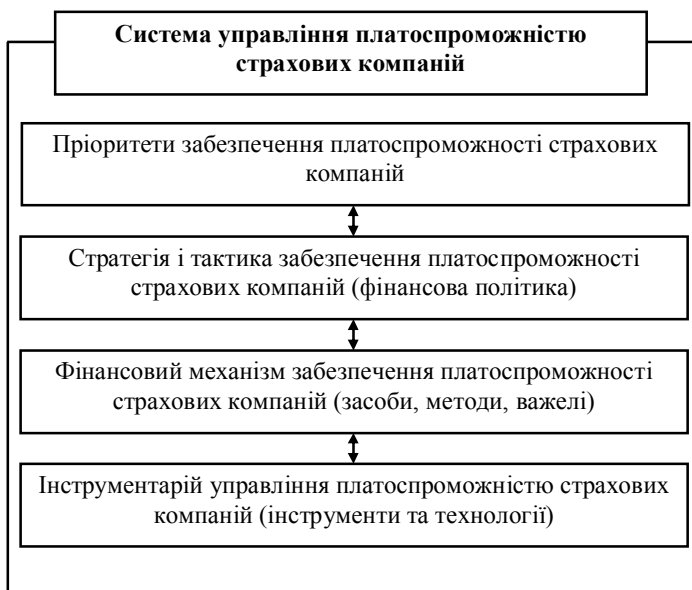 Система управління платоспроможністю
страхових компаній
Пріоритети забезпечення платоспроможності страхових
компаній
Стратегія і тактика забезпечення платоспроможності
страхових компаній (фінансова політика)
Фінансовий механізм забезпечення платоспроможності
страхових компаній (засоби, методи, важелі)
Інструментарій управління платоспроможністю страхових
компаній (інструменти та технології)